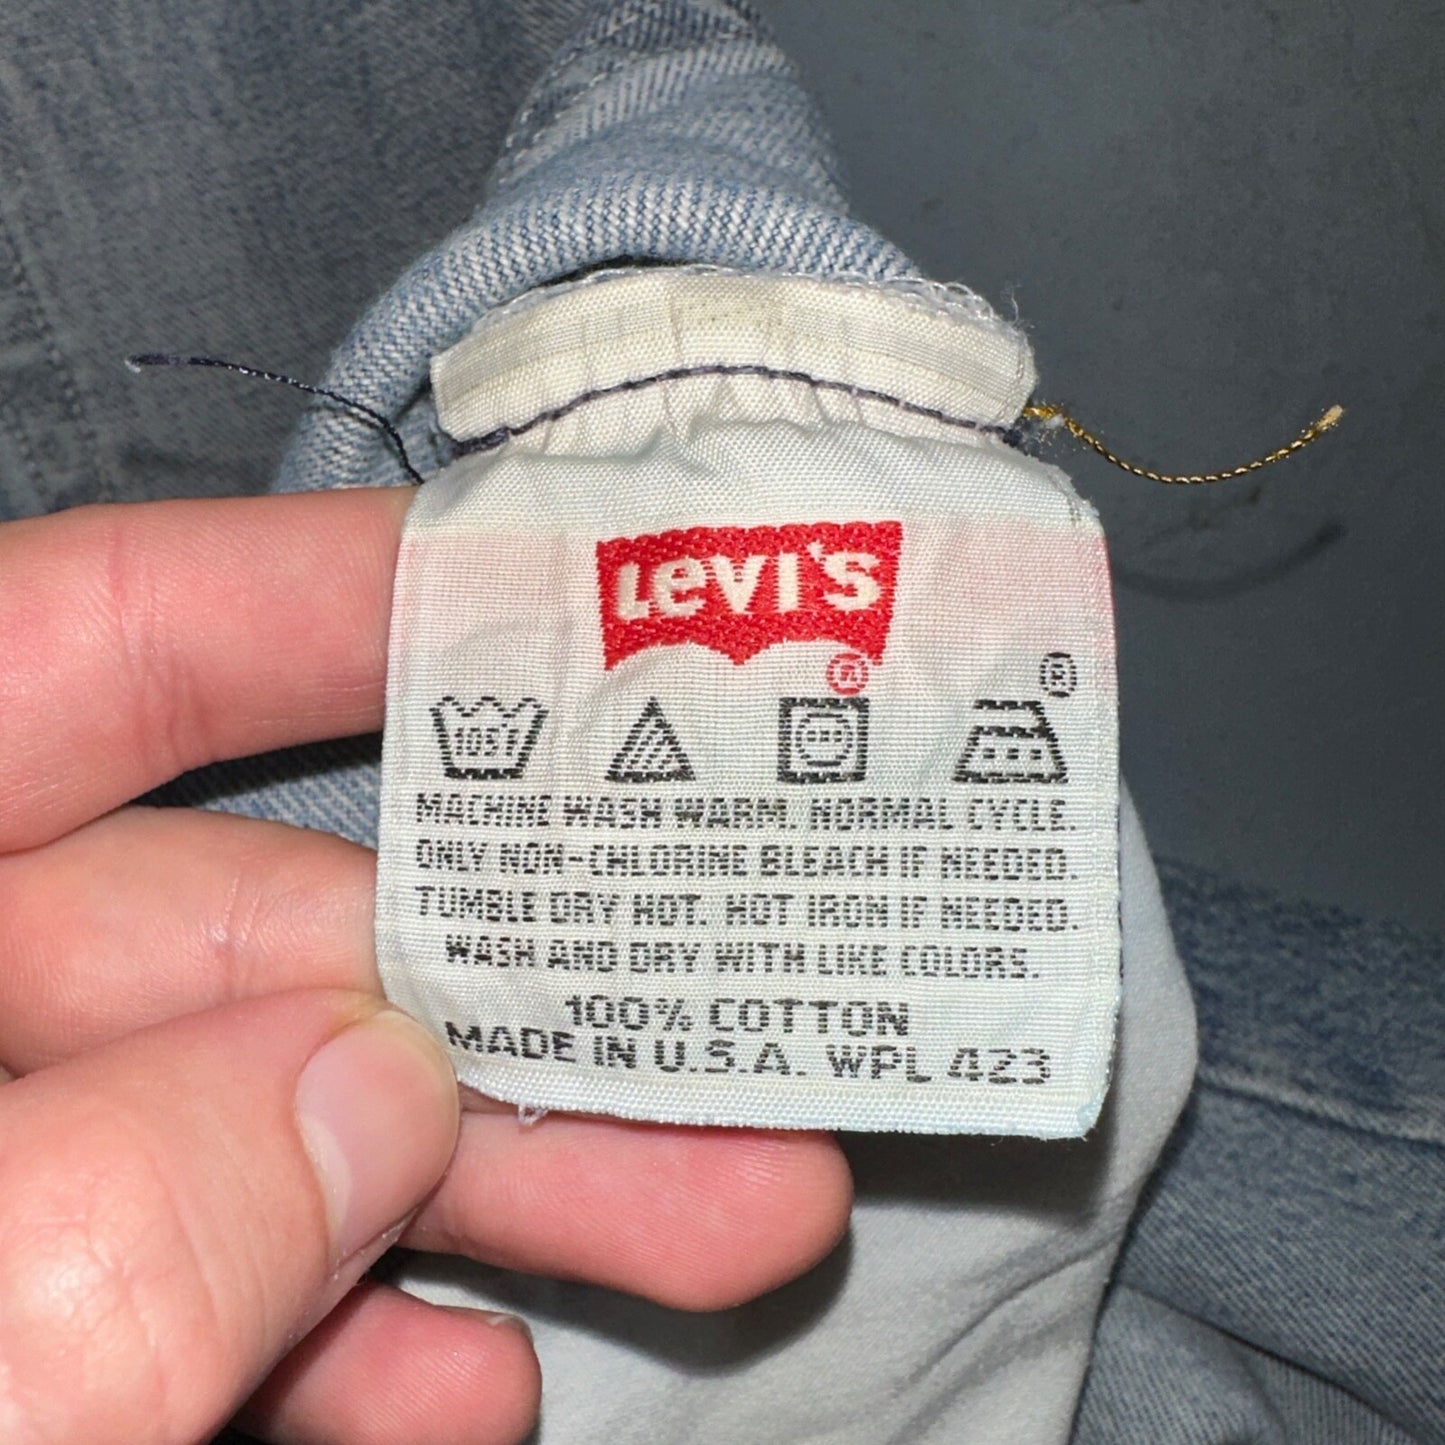 Levi's
®
®
105F
MACHINE WASH WARM. NORMAL CYCLE.
ONLY NON-CHLORINE BLEACH IF NEEDED.
TUMBLE DRY HOT. HOT IRON IF NEEDED.
WASH AND DRY WITH LIKE COLORS.
100% COTTON
MADE IN U.S.A. WPL 423